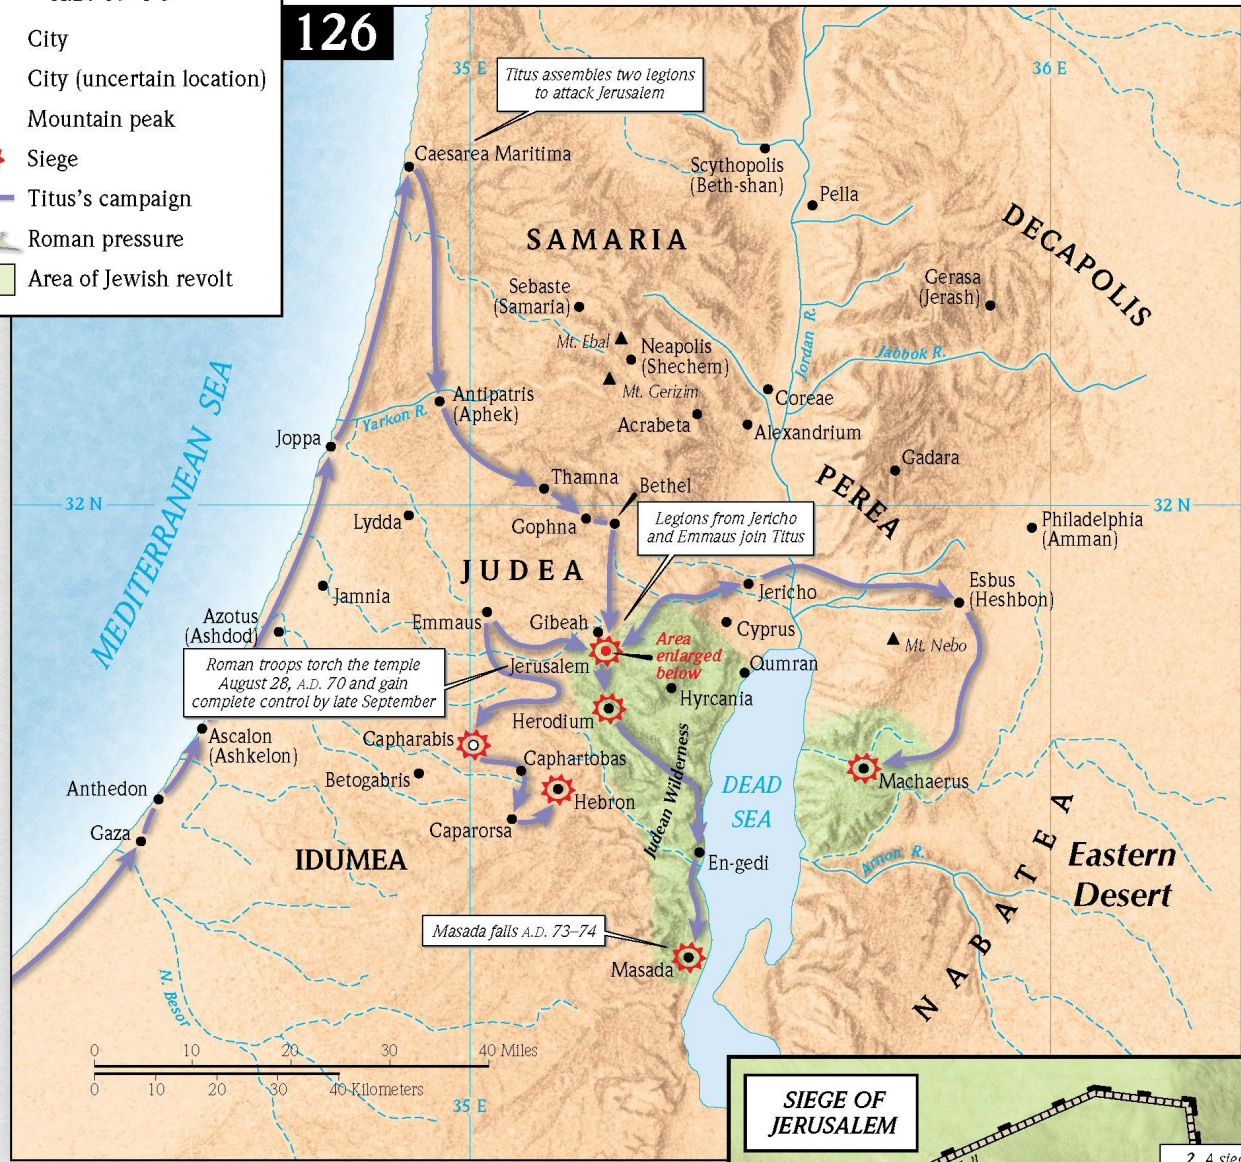 126
City
City (uncertain location)
Mountain peak
Siege
Titus's campaign
Roman pressure
Area of Jewish revolt
35 E
36 E
Titus assembles two legions
to attack Jerusalem
Caesarea Maritima
Scythopolis
(Beth-shan)
Pella
SAMARIA
DECAPOLIS
Sebaste
(Samaria)
Gerasa
(Jerash)
Mt. Ebal
Neapolis
(Shechem)
Mt. Gerizim
Jordan R.
Jabbok R.
MEDITERRANEAN SEA
Antipatris
(Aphek)
Yarkon R.
Coreae
Acrabeta
Alexandrium
Joppa
Gadara
PEREA
Thamna
Bethel
32 N
32 N
Lydda
Gophna
Legions from Jericho
and Emmaus join Titus
Philadelphia
(Amman)
JUDEA
Jamnia
Jericho
Esbus
(Heshbon)
Azotus
(Ashdod)
Emmaus
Gibeah
Cyprus
Mt. Nebo
Area
enlarged
below
Jerusalem
Qumran
Roman troops torch the temple
August 28, A.D. 70 and gain
complete control by late September
Hyrcania
Herodium
Ascalon
(Ashkelon)
Capharabis
Caphartobas
Betogabris
Judean Wilderness
Machaerus
Anthedon
Hebron
DEAD
SEA
Gaza
Caparorsa
IDUMEA
En-gedi
Arnon R.
Eastern
Desert
NABATEA
Masada falls A.D. 73–74
Masada
N. Besor
0 10 20 30 40 Miles
0 10 20 30 40 Kilometers
35 E
SIEGE OF
JERUSALEM
2. A sie